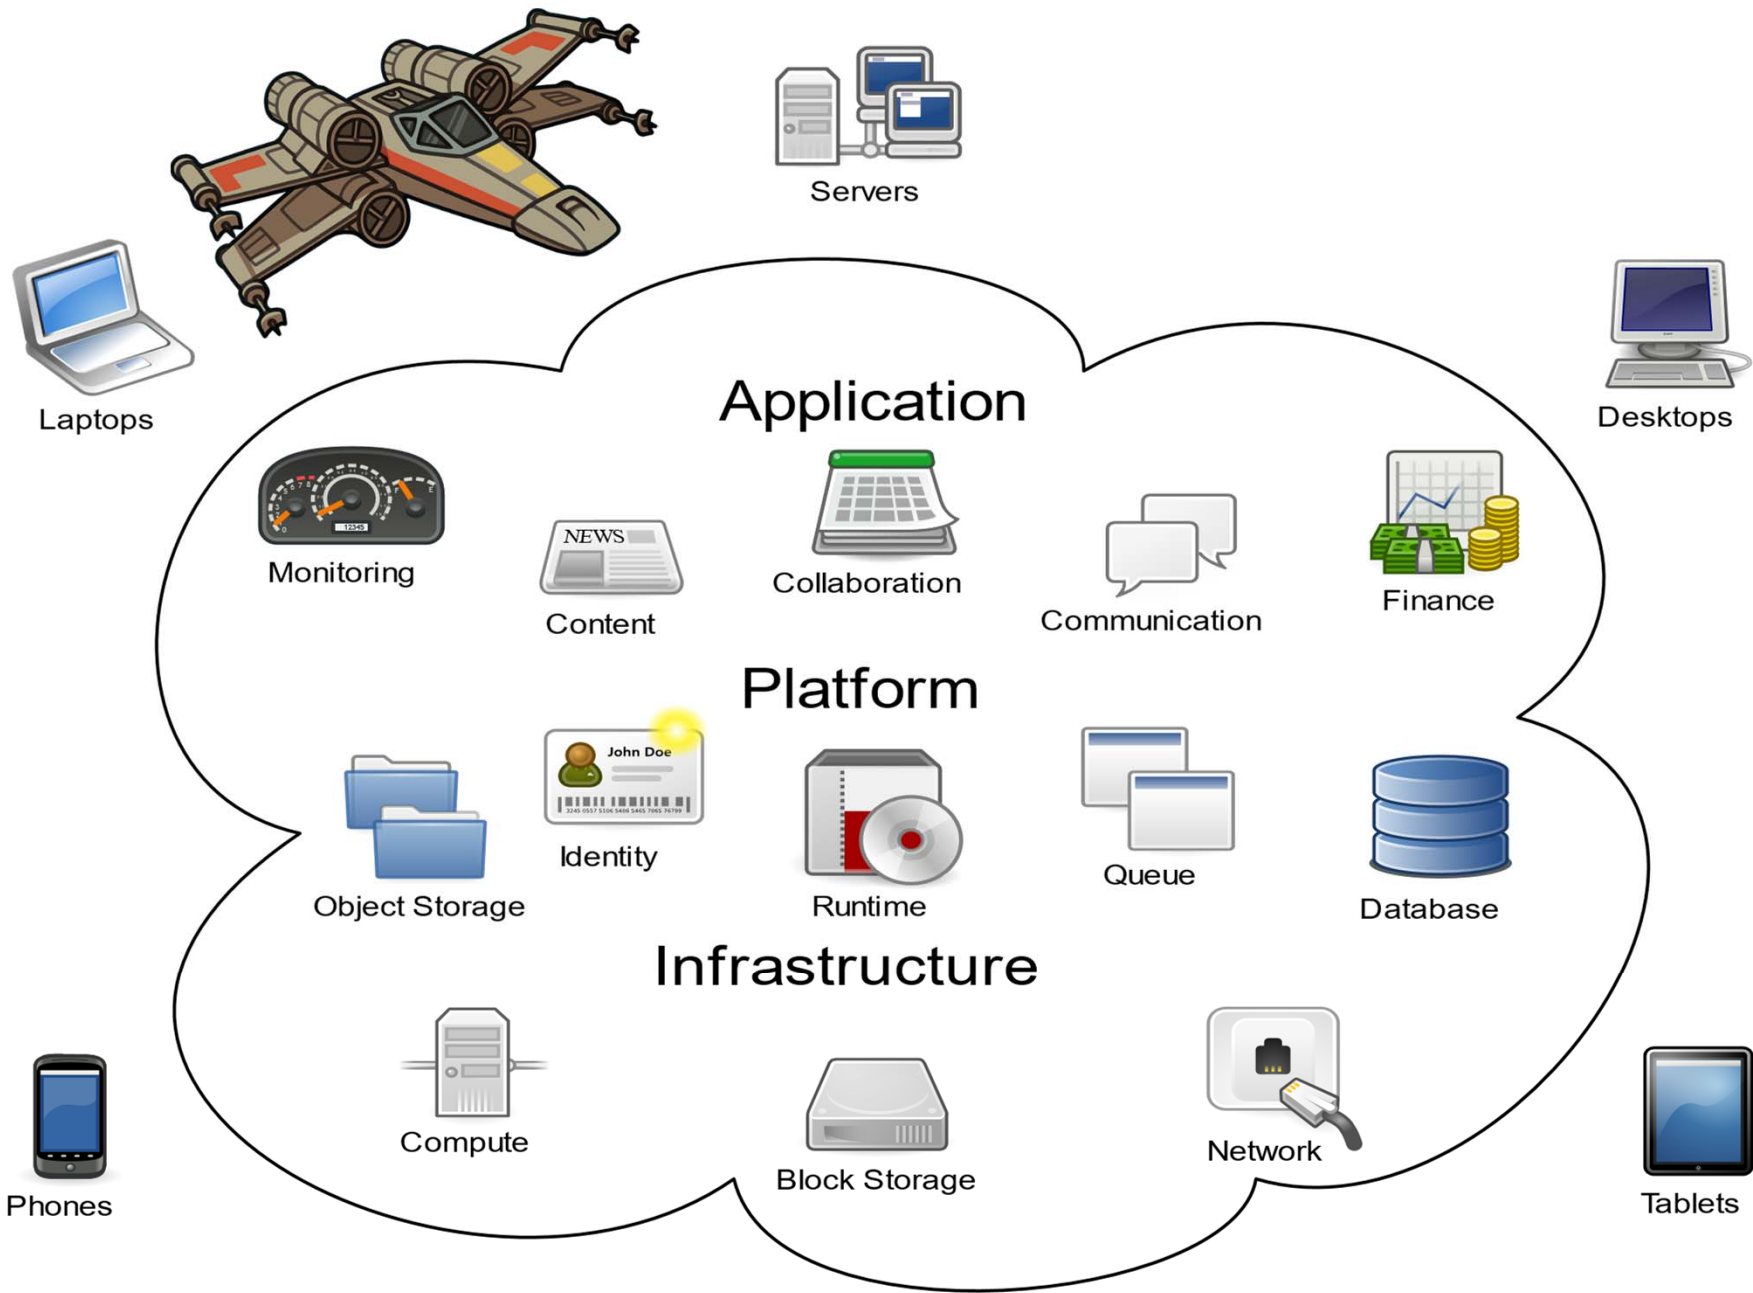 Servers
Laptops
Desktops
Application
Monitoring
NEWS
Content
Collaboration
Communication
Finance
12345
Platform
John Doe
Object Storage
Identity
Runtime
Queue
Database
Infrastructure
Compute
Block Storage
Network
Phones
Tablets